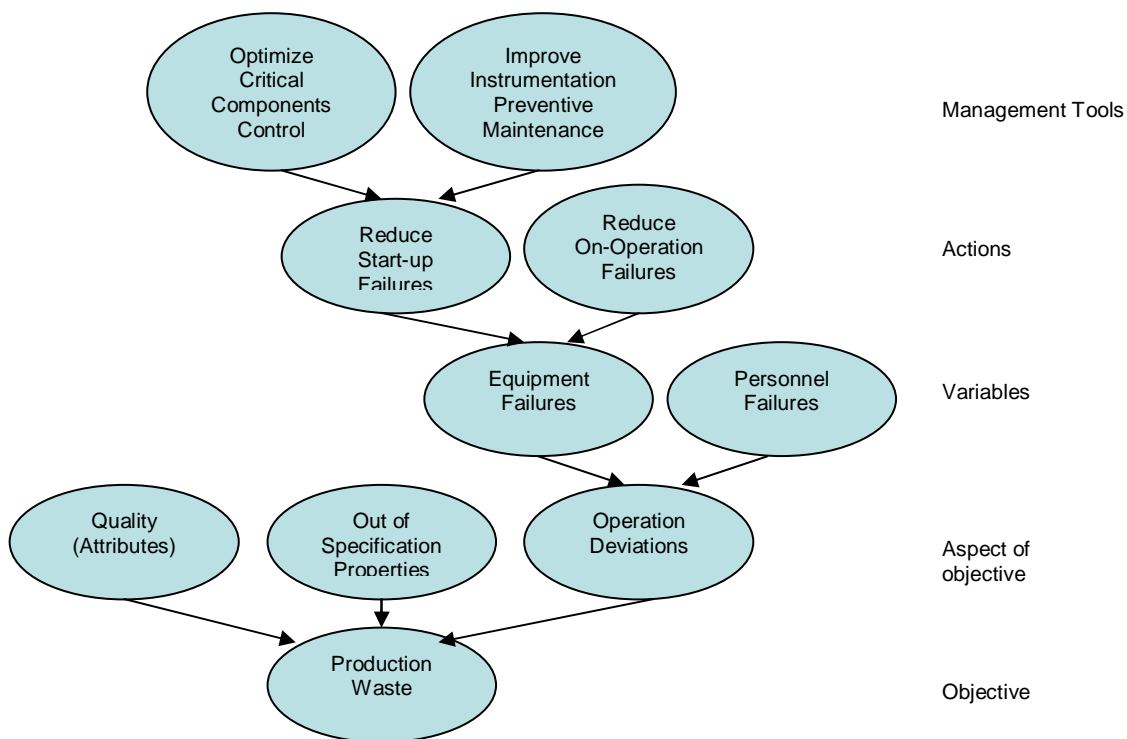 Optimize
Critical
Components
Control
Improve
Instrumentation
Preventive
Maintenance
Management Tools
Reduce
Start-up
Failures
Reduce
On-Operation
Failures
Actions
Equipment
Failures
Personnel
Failures
Variables
Quality
(Attributes)
Out of
Specification
Properties
Operation
Deviations
Aspect of
objective
Production
Waste
Objective